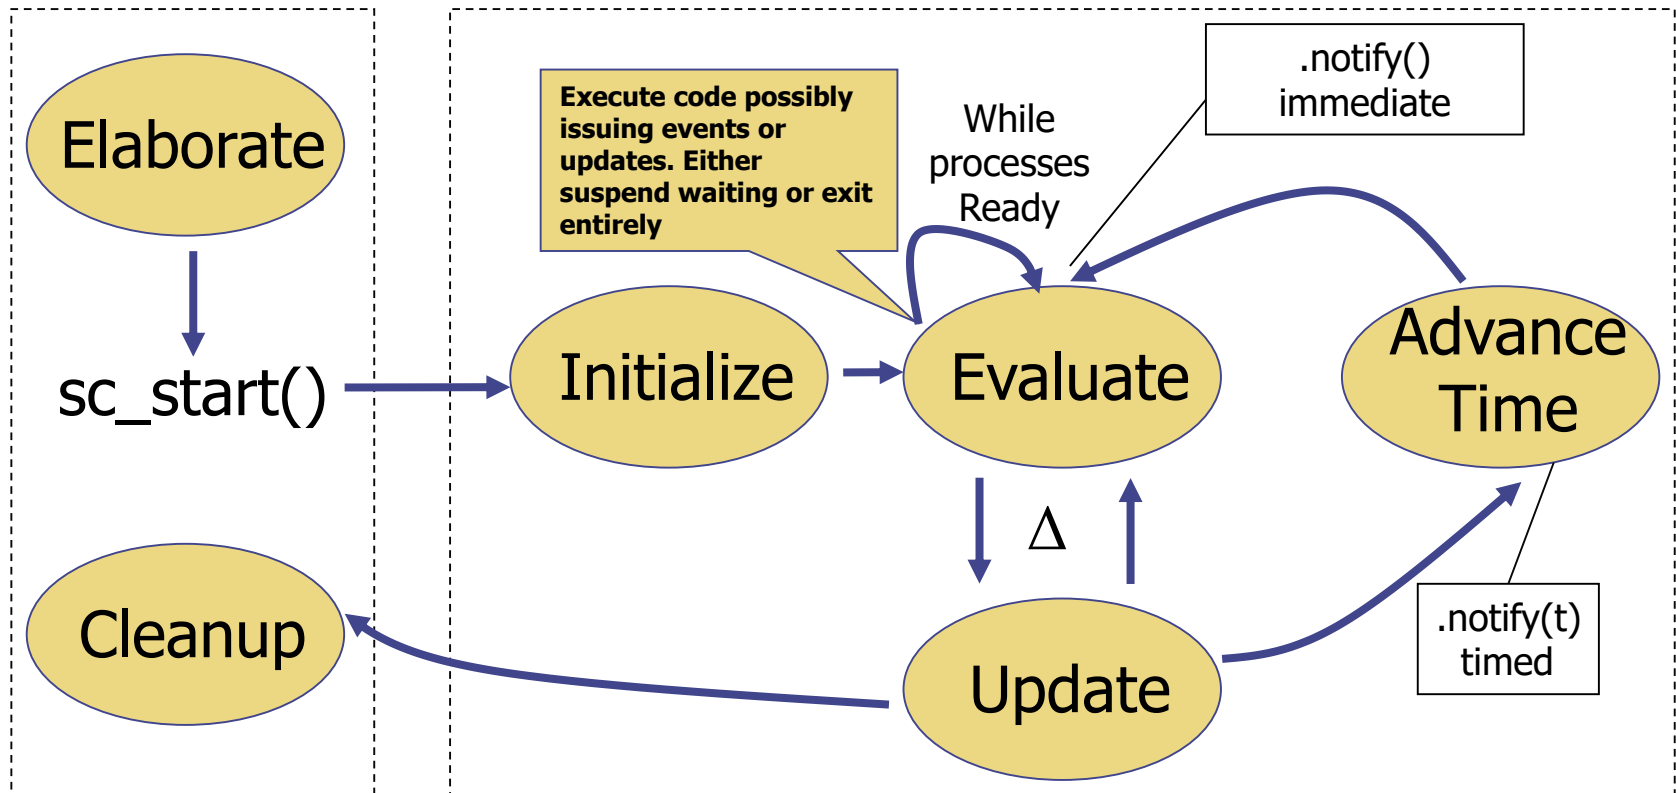 Elaborate
sc_start()
Cleanup
Execute code possibly
issuing events or
updates. Either
suspend waiting or exit
entirely
While
processes
Ready
.notify()
immediate
Initialize
Evaluate
Advance
Time
Δ
Update
.notify(t)
timed